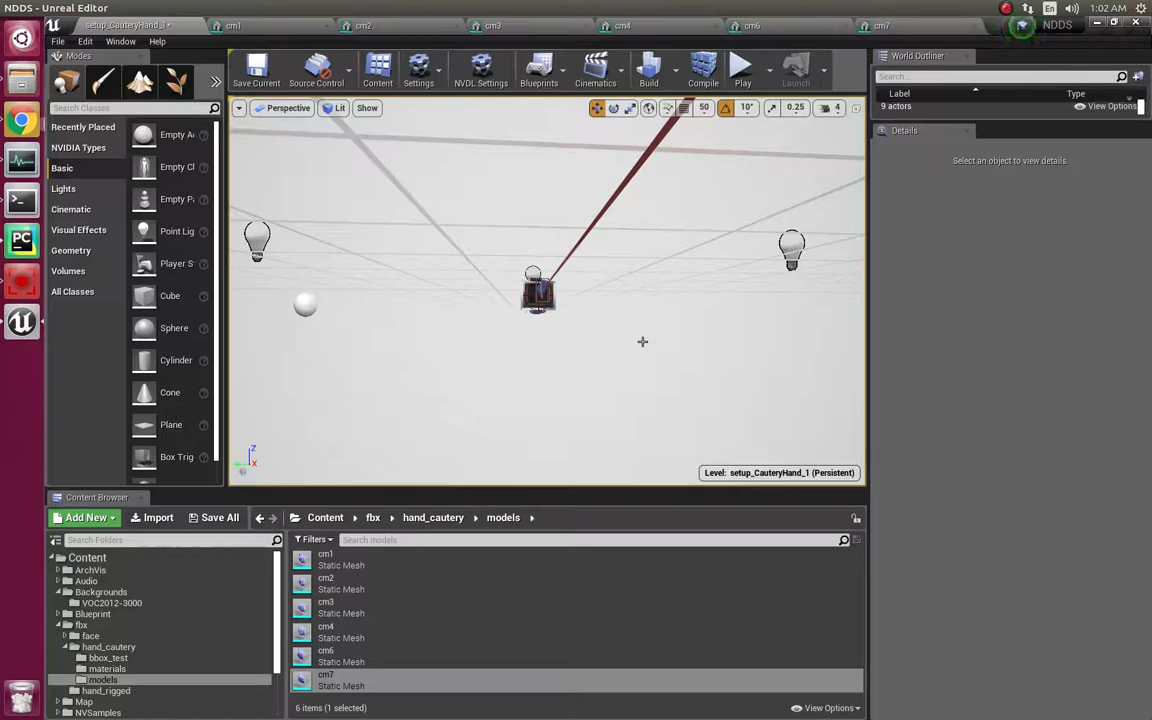 NDDS - Unreal Editor
En
1:02 AM
setup_CauteryHand_1*
cm1
cm2
cm3
cm4
cm6
cm7
NDDS
File
Edit
Window
Help
Modes
Search Classes
Recently Placed
NVIDIA Types
Basic
Lights
Cinematic
Visual Effects
Geometry
Volumes
All Classes
Empty A
Empty Cl
Empty P
Point Lig
Player S
Cube
Sphere
Cylinder
Cone
Plane
Box Trig
Save Current
Source Control
Content
Settings
NVDL Settings
Blueprints
Cinematics
Build
Compile
Play
Launch
Perspective
Lit
Show
50
10°
0.25
4
Z
X
Level: setup_CauteryHand_1 (Persistent)
World Outliner
Search...
Label
Type
9 actors
View Options
Details
Select an object to view details.
Content Browser
Add New
Import
Save All
Content
fbx
hand_cautery
models
Search Folders
Filters
Search models
Content
ArchVis
Audio
Backgrounds
VOC2012-3000
Blueprint
fbx
face
hand_cautery
bbox_test
materials
models
hand_rigged
Map
NVSamples
cm1
Static Mesh
cm2
Static Mesh
cm3
Static Mesh
cm4
Static Mesh
cm6
Static Mesh
cm7
Static Mesh
6 items (1 selected)
View Options